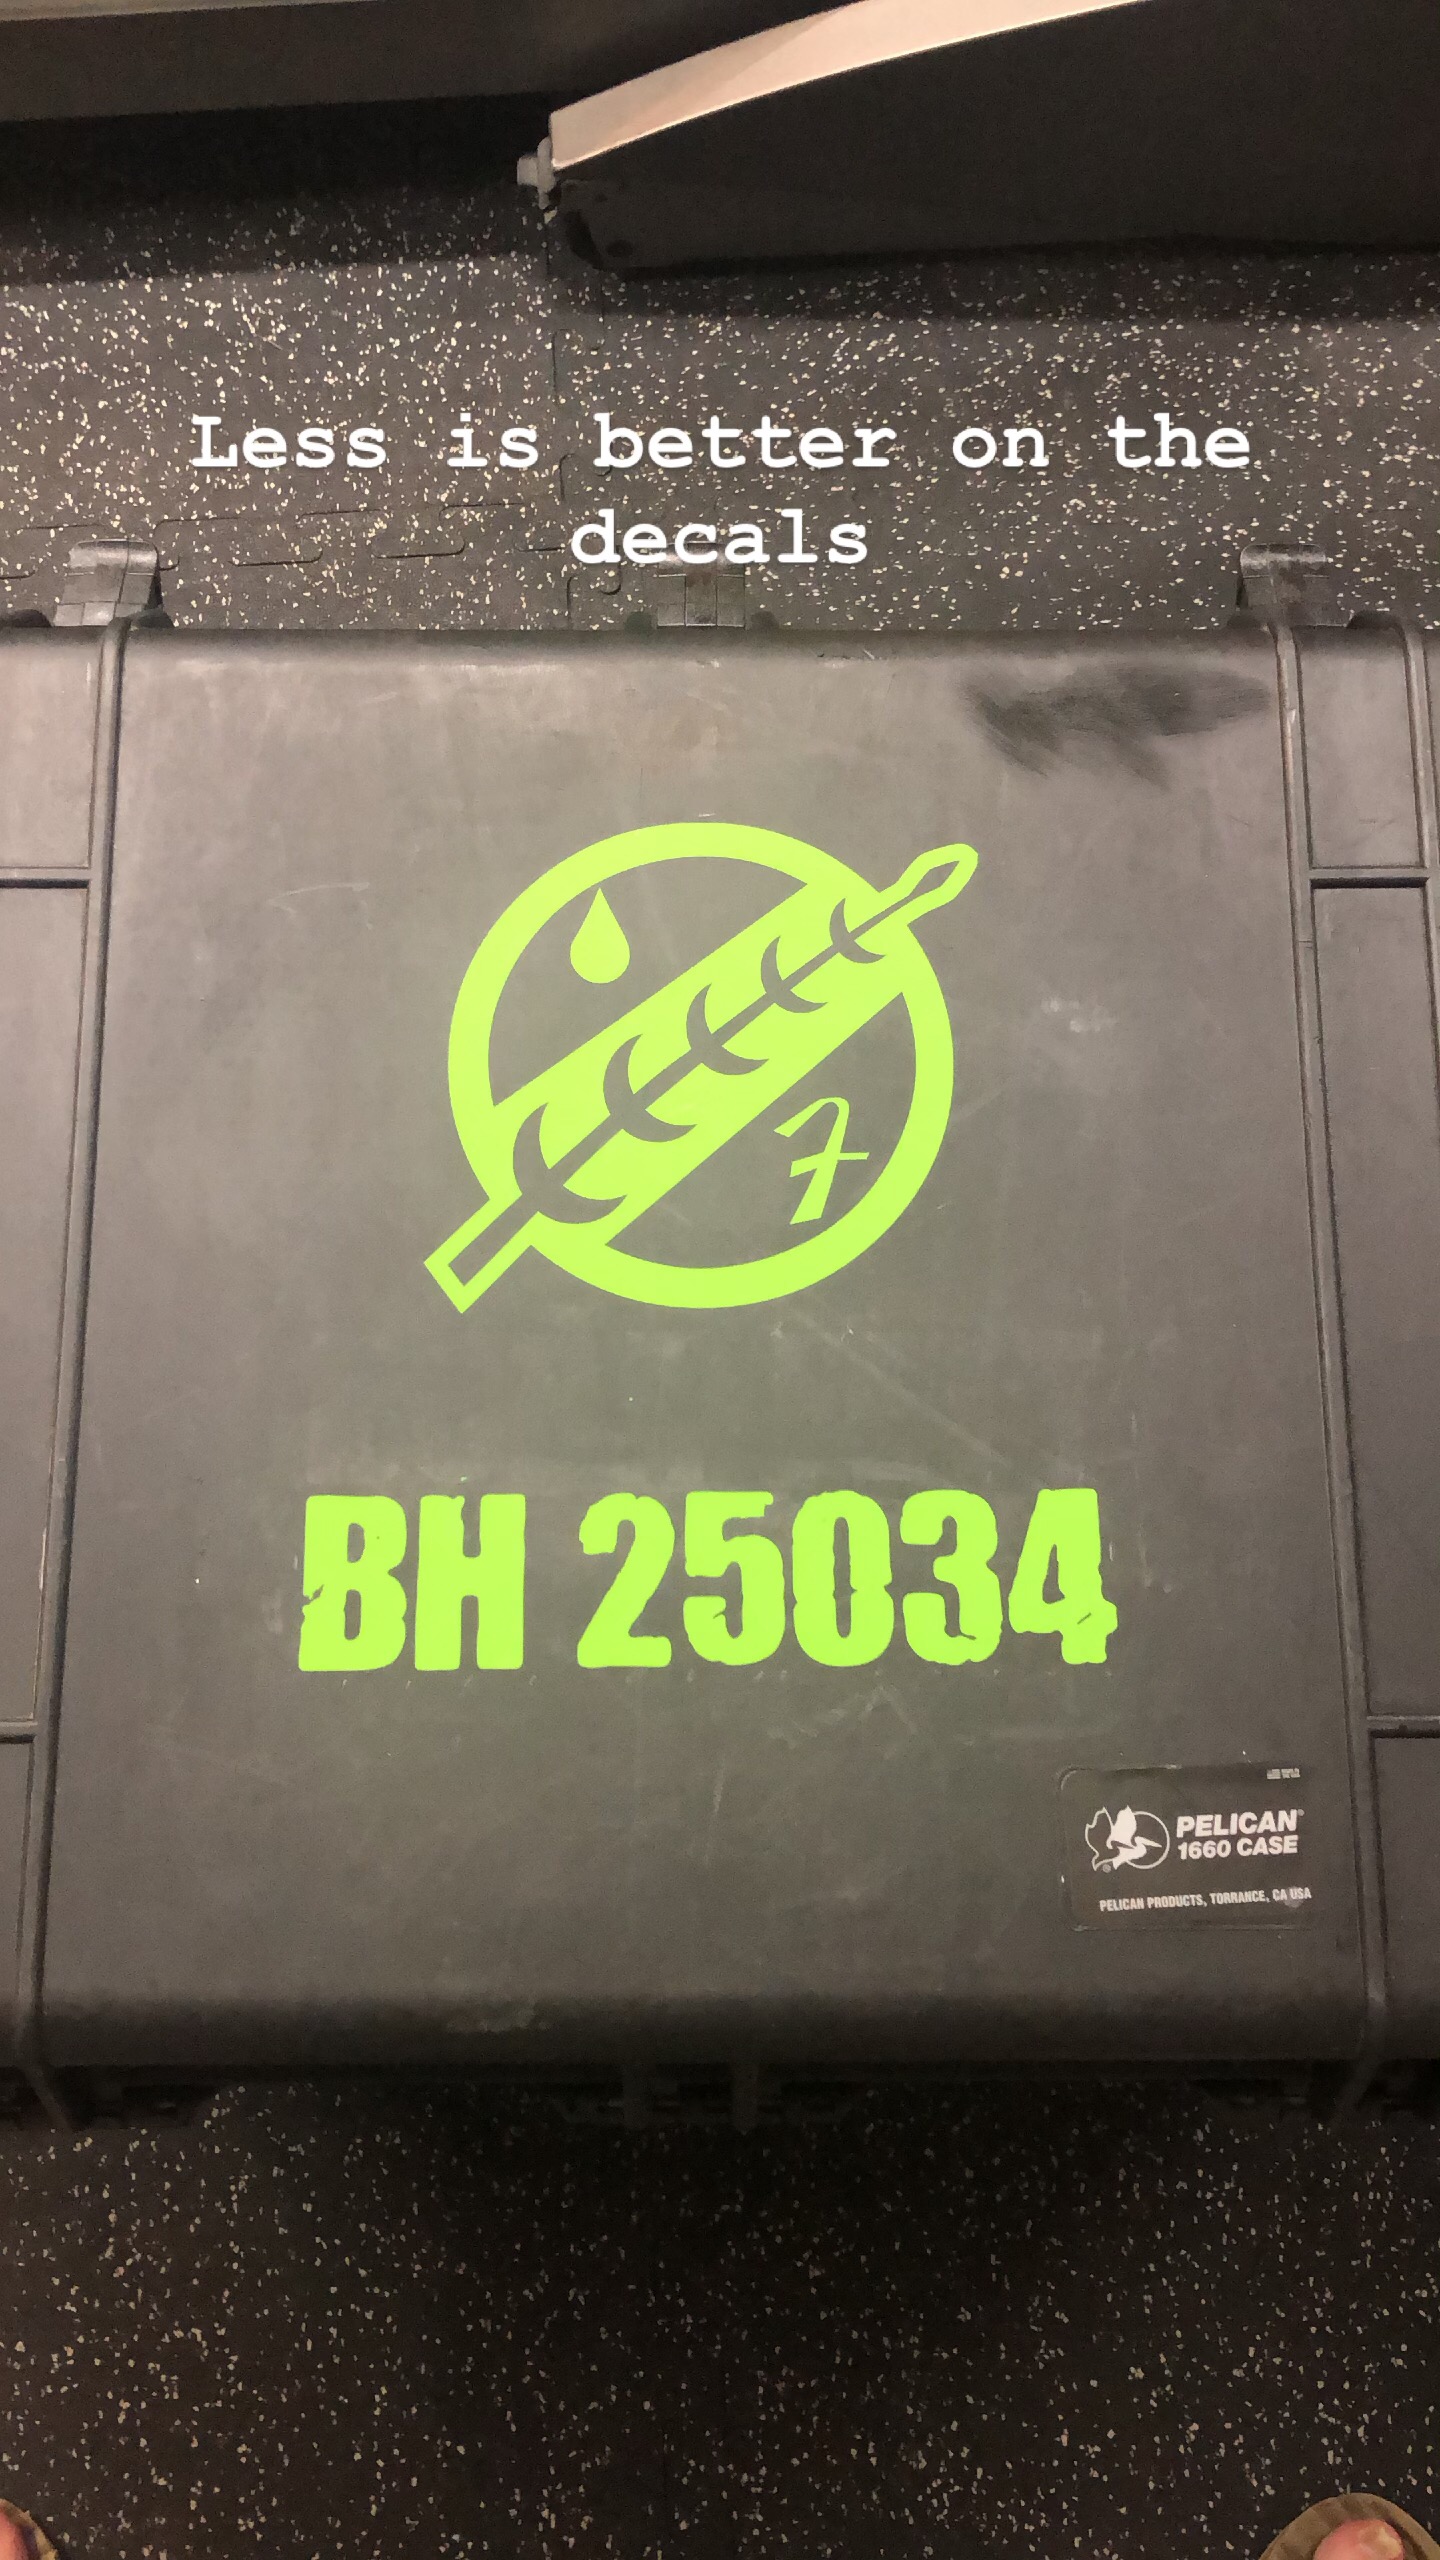 Less is better on the
decals
BH 25034
PELICAN®
1660 CASE
PELICAN PRODUCTS, TORRANCE, CA USA